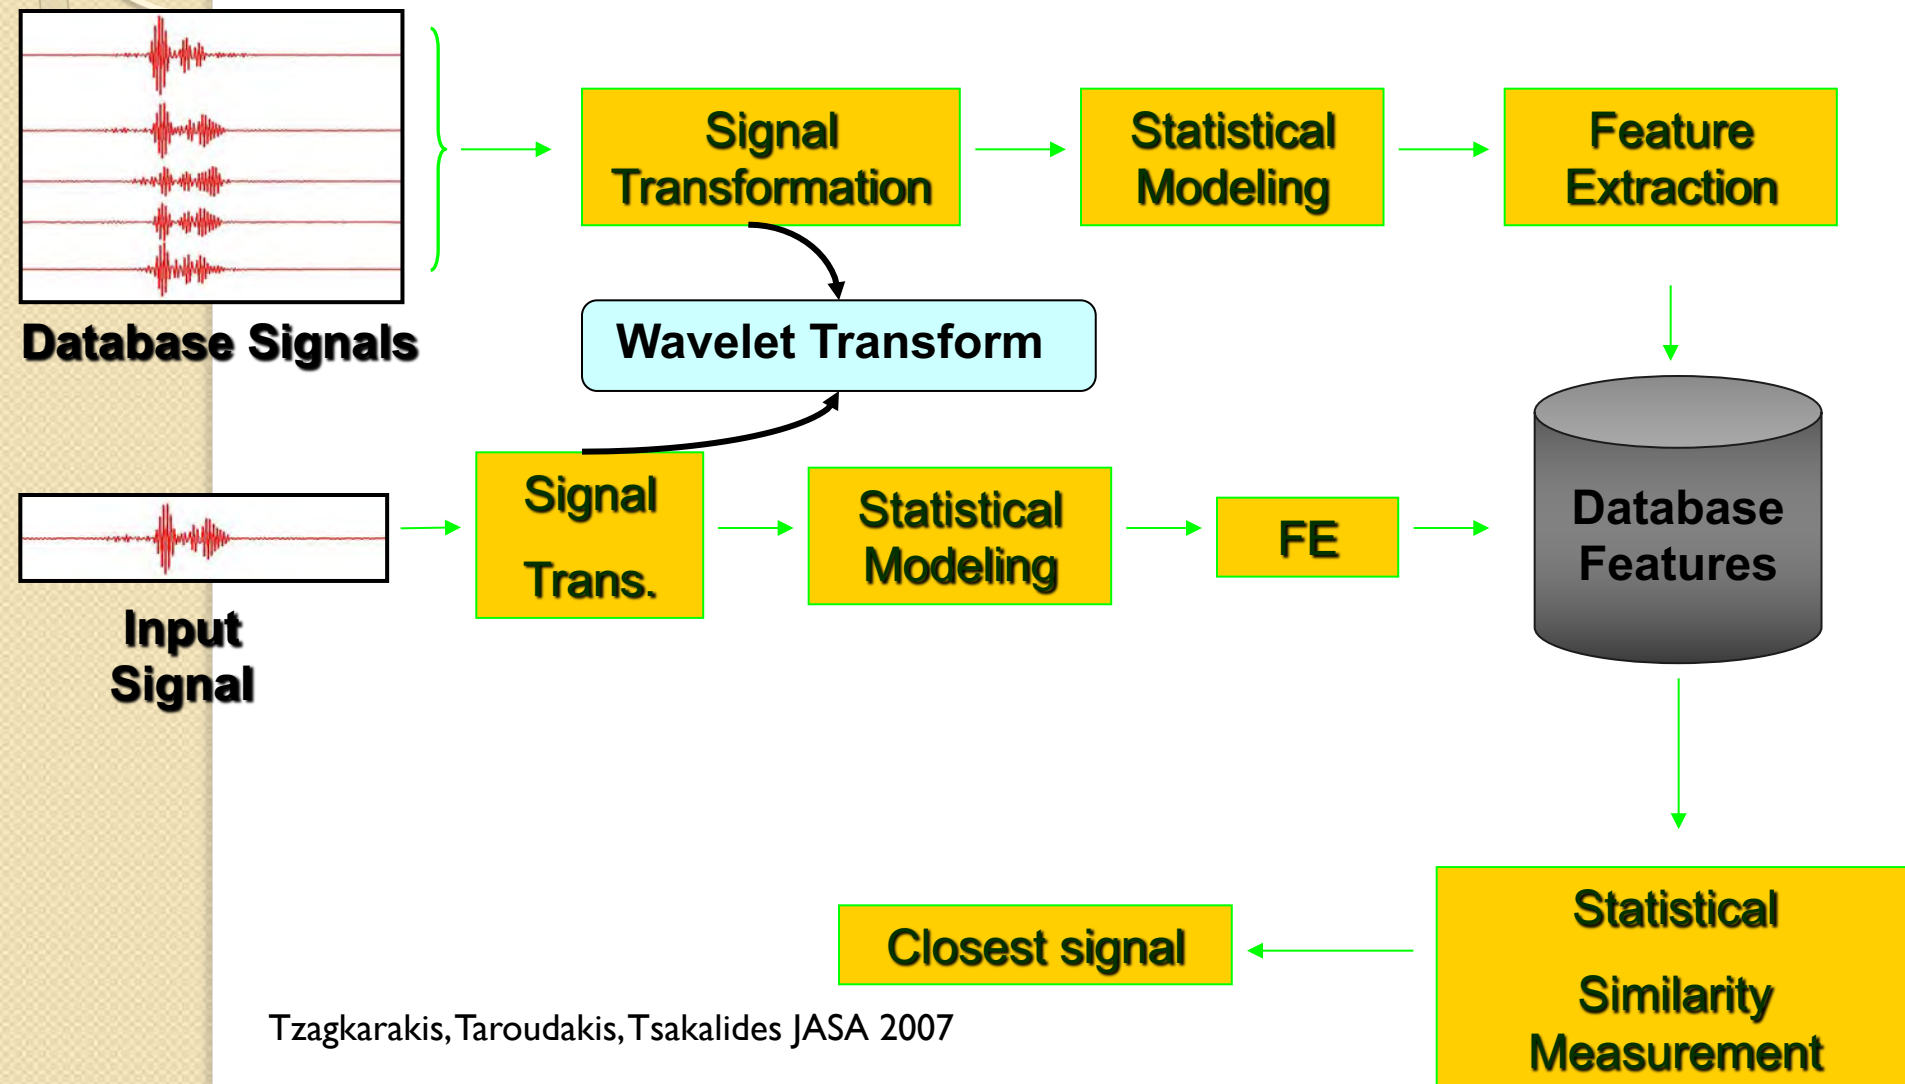 Database Signals
Signal
Transformation
Statistical
Modeling
Feature
Extraction
Wavelet Transform
Input
Signal
Signal
Trans.
Statistical
Modeling
FE
Database
Features
Statistical
Similarity
Measurement
Closest signal
Tzagkarakis, Taroudakis, Tsakalides JASA 2007